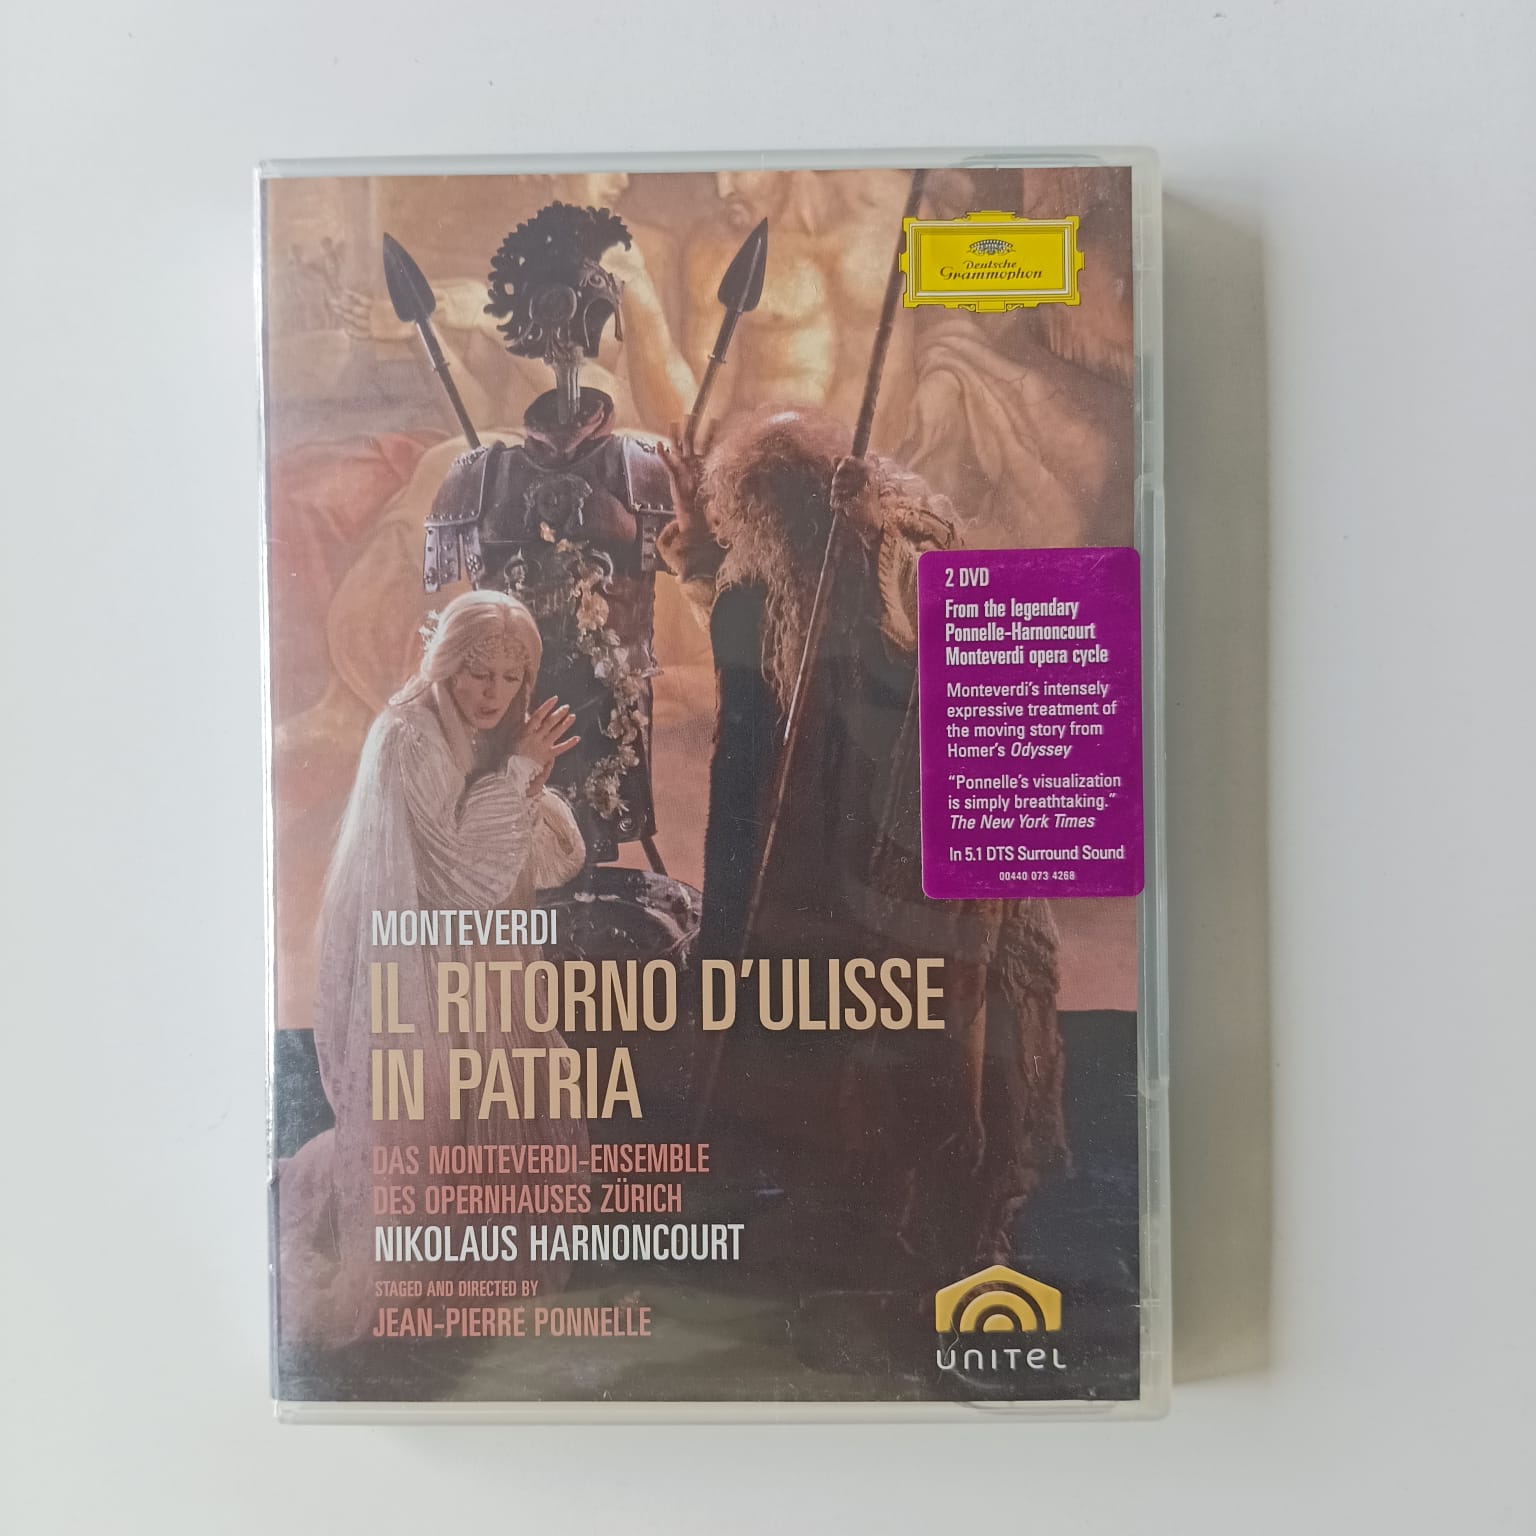 Deutsche
Grammophon
2 DVD
From the legendary
Ponnelle-Harnoncourt
Monteverdi opera cycle
Monteverdi's intensely
expressive treatment of
the moving story from
Homer's Odyssey
"Ponnelle's visualization
is simply breathtaking."
The New York Times
In 5.1 DTS Surround Sound
00440 073 4268
MONTEVERDI
IL RITORNO D'ULISSE
IN PATRIA
DAS MONTEVERDI-ENSEMBLE
DES OPERNHAUSES ZÜRICH
NIKOLAUS HARNONCOURT
STAGED AND DIRECTED BY
JEAN-PIERRE PONNELLE
UNITEL